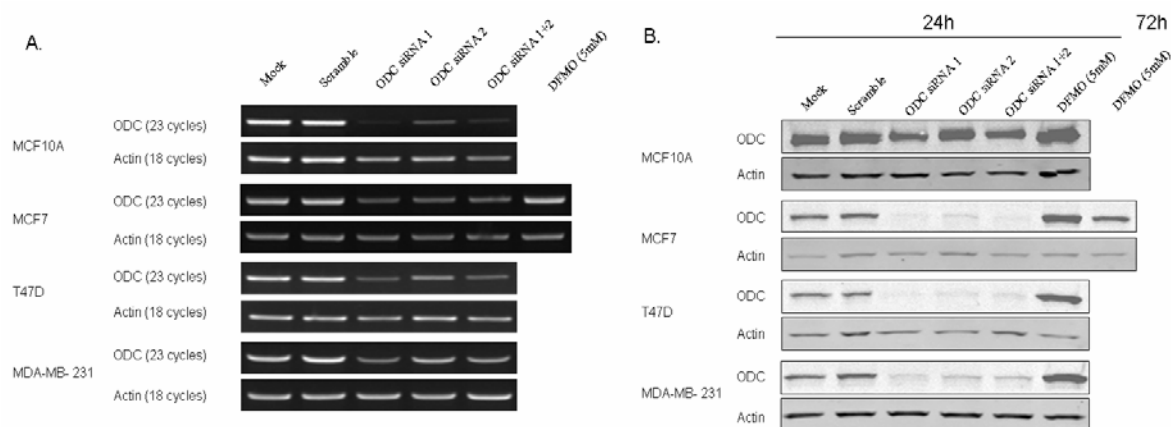 A.
Mock
Scramble
ODC siRNA 1
ODC siRNA 2
ODC siRNA 1+2
DFMO (5mM)
MCF10A
ODC (23 cycles)
Actin (18 cycles)
MCF7
ODC (23 cycles)
Actin (18 cycles)
T47D
ODC (23 cycles)
Actin (18 cycles)
MDA-MB- 231
ODC (23 cycles)
Actin (18 cycles)
B.
24h
72h
Mock
Scramble
ODC siRNA 1
ODC siRNA 2
ODC siRNA 1+2
DFMO (5mM)
DFMO (5mM)
MCF10A
ODC
Actin
MCF7
ODC
Actin
T47D
ODC
Actin
MDA-MB- 231
ODC
Actin